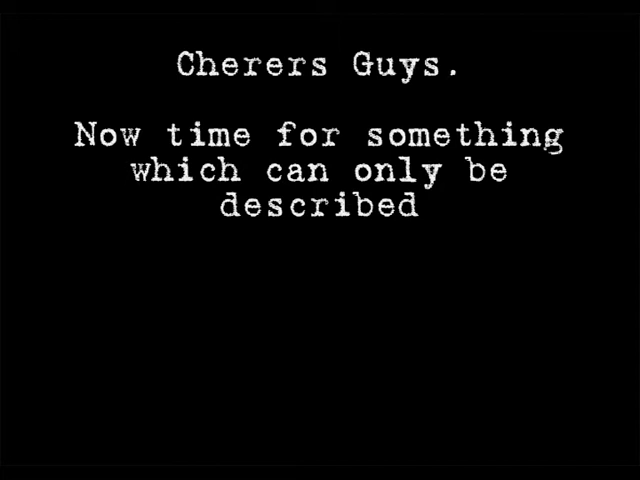 Cherers Guys.
Now time for something
which can only be
described